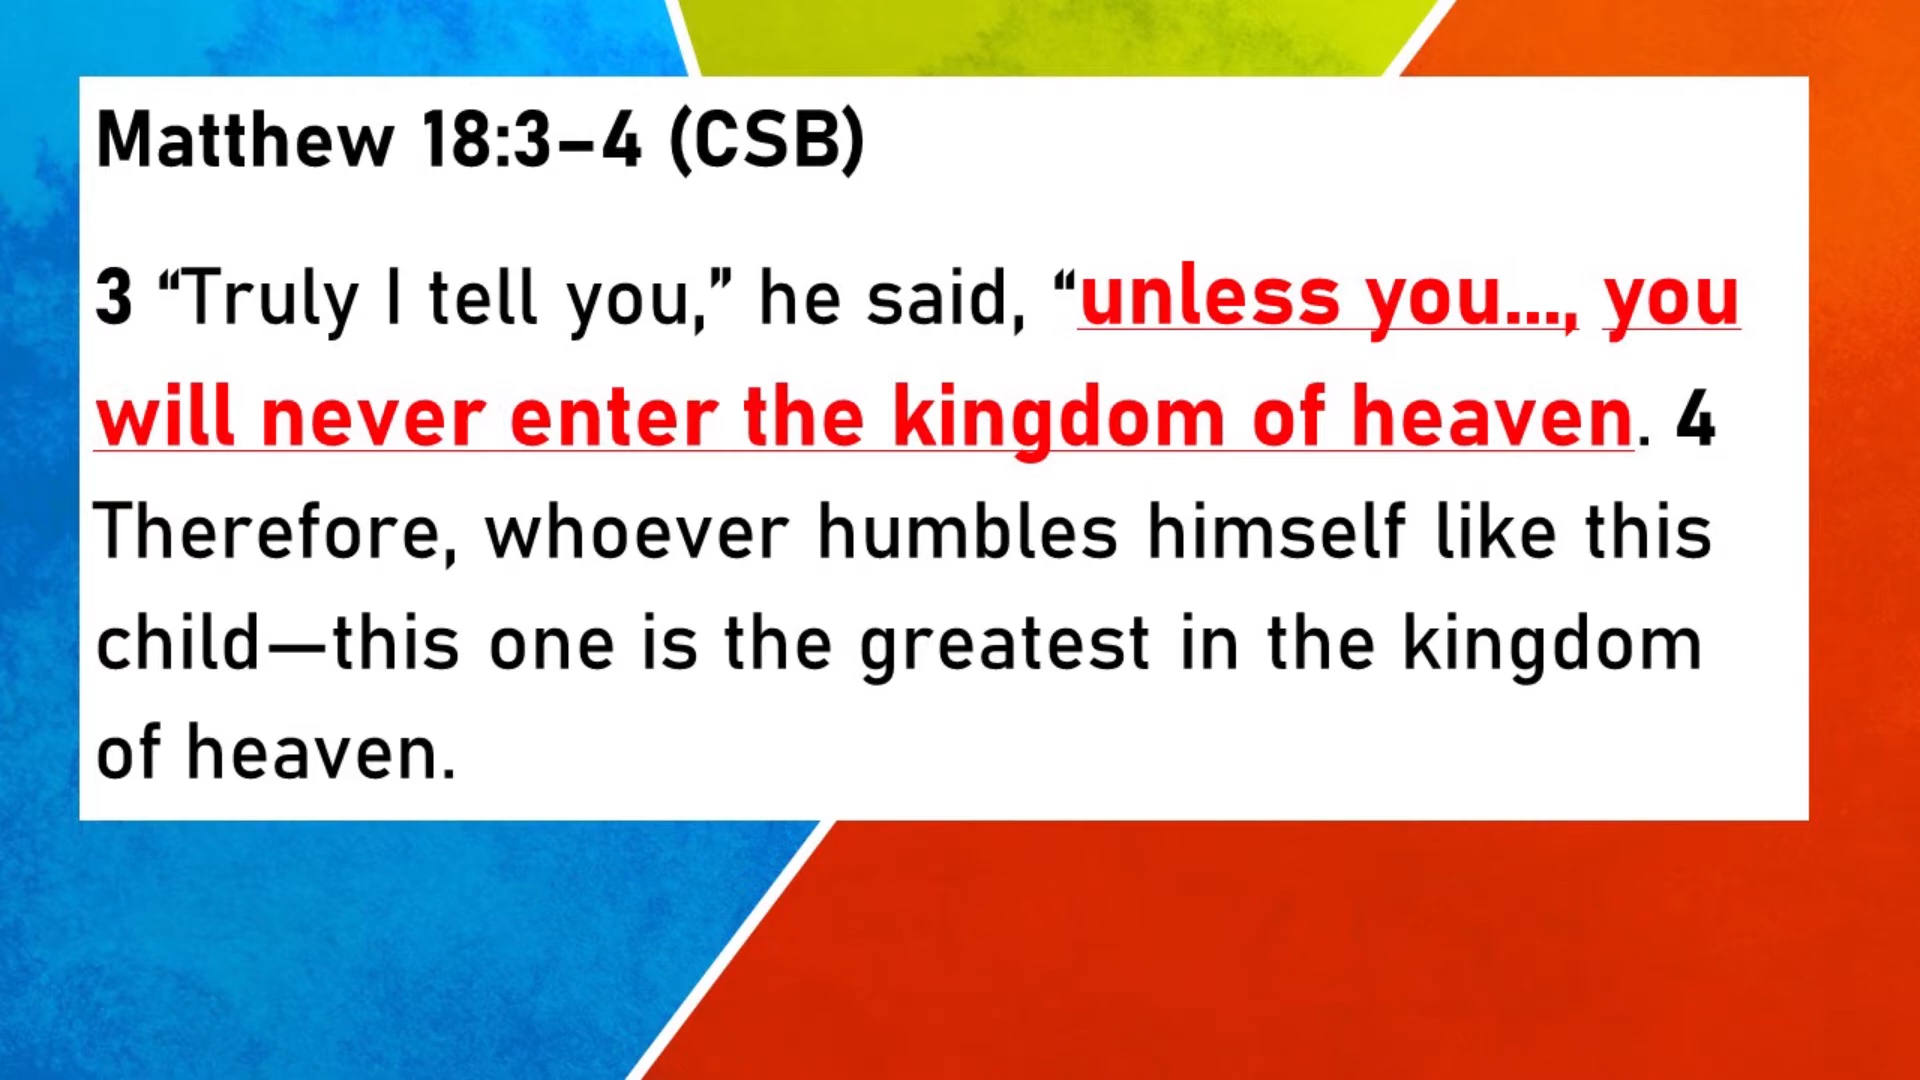 Matthew 18:3–4 (CSB)
3 “Truly I tell you,” he said, “unless you..., you
will never enter the kingdom of heaven. 4
Therefore, whoever humbles himself like this
child—this one is the greatest in the kingdom
of heaven.